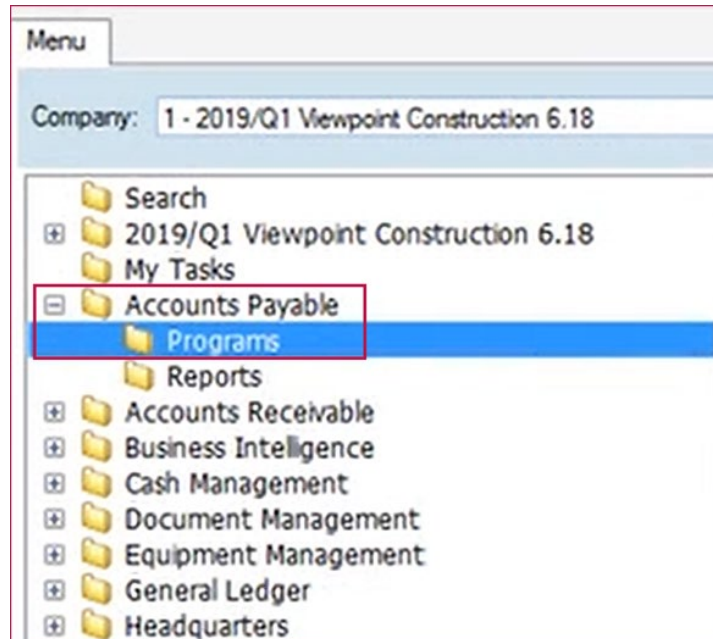 Menu
Company: 1 - 2019/Q1 Viewpoint Construction 6.18
Search
2019/Q1 Viewpoint Construction 6.18
My Tasks
Accounts Payable
Programs
Reports
Accounts Receivable
Business Intelligence
Cash Management
Document Management
Equipment Management
General Ledger
Headquarters